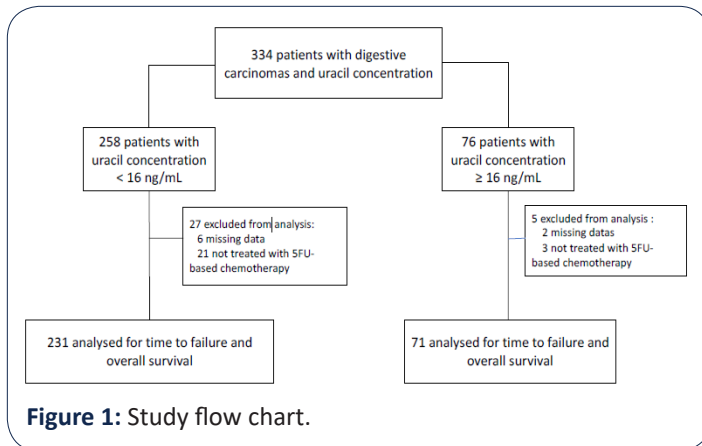 334 patients with digestive
carcinomas and uracil concentration
258 patients with
uracil concentration
< 16 ng/mL
76 patients with
uracil concentration
≥ 16 ng/mL
27 excluded from analysis:
6 missing data
21 not treated with 5FU-
based chemotherapy
5 excluded from analysis :
2 missing datas
3 not treated with 5FU-
based chemotherapy
231 analysed for time to failure and
overall survival
71 analysed for time to failure and
overall survival
Figure 1: Study flow chart.